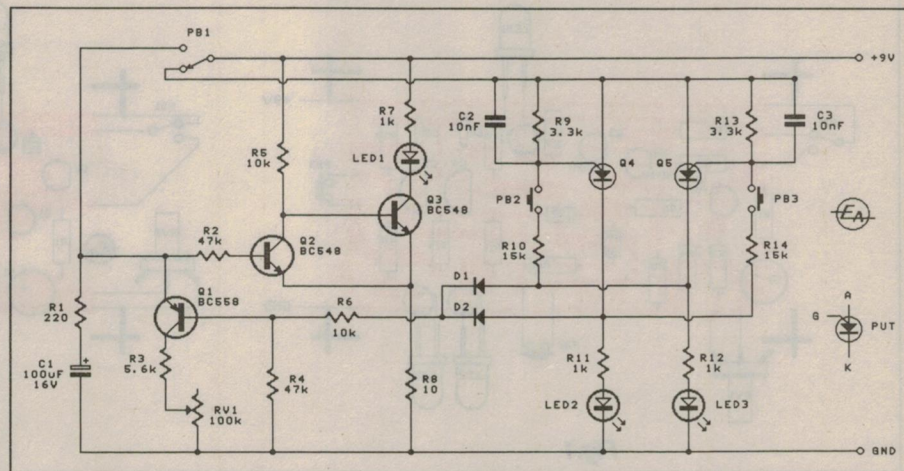 PB1
+9V
R7
1k
C2
10nF
R9
3.3k
R13
3.3k
C3
10nF
R5
10k
LED1
Q4
Q5
Q3
BC548
PB2
PB3
EA
R2
47k
Q2
BC548
R10
15k
R14
15k
D1
Q1
BC558
R6
10k
D2
A
G
PUT
K
R1
220
R3
5.6k
R4
47k
R8
10
R11
1k
R12
1k
C1
100uF
16V
+
RV1
100k
LED2
LED3
GND